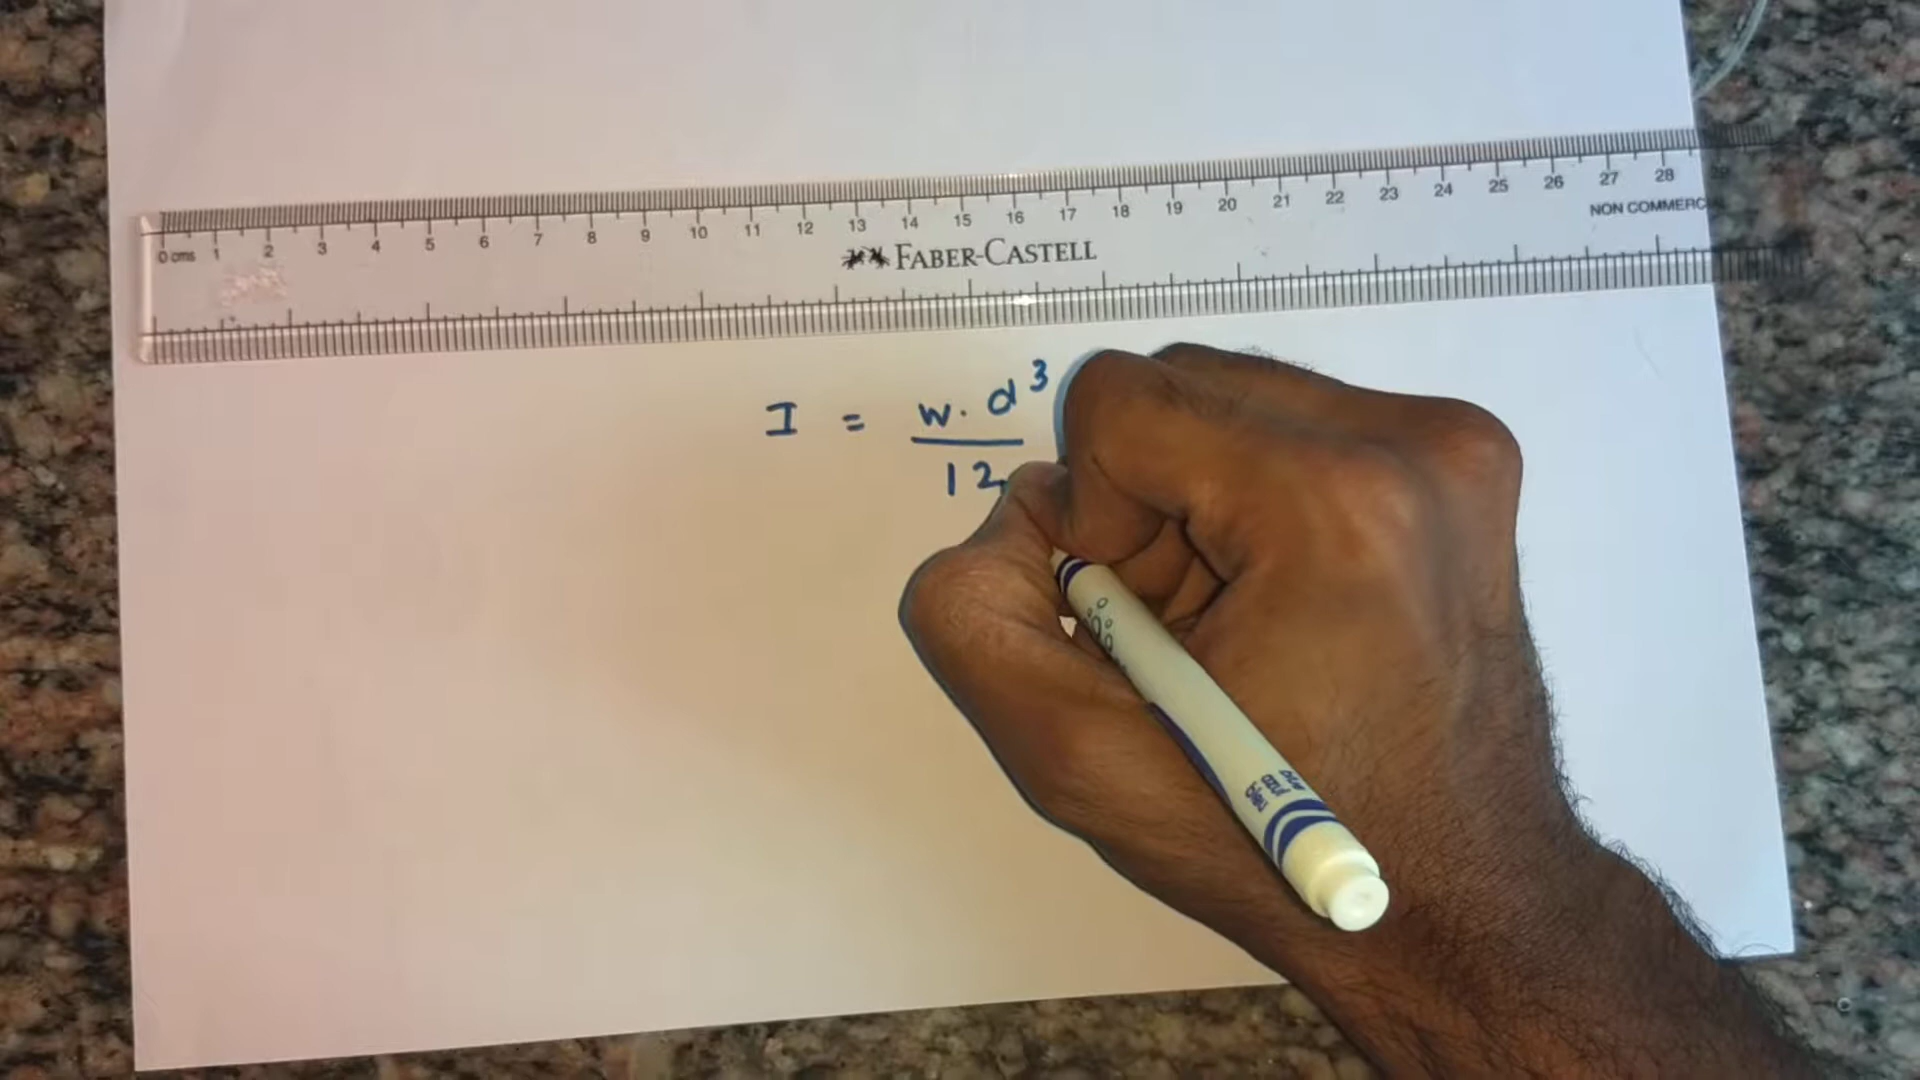 0 cms 1 2 3 4 5 6 7 8 9 10 11 12 13 14 15 16 17 18 19 20 21 22 23 24 25 26 27 28 29
NON COMMERC
FABER-CASTELL
I = w. d³
12